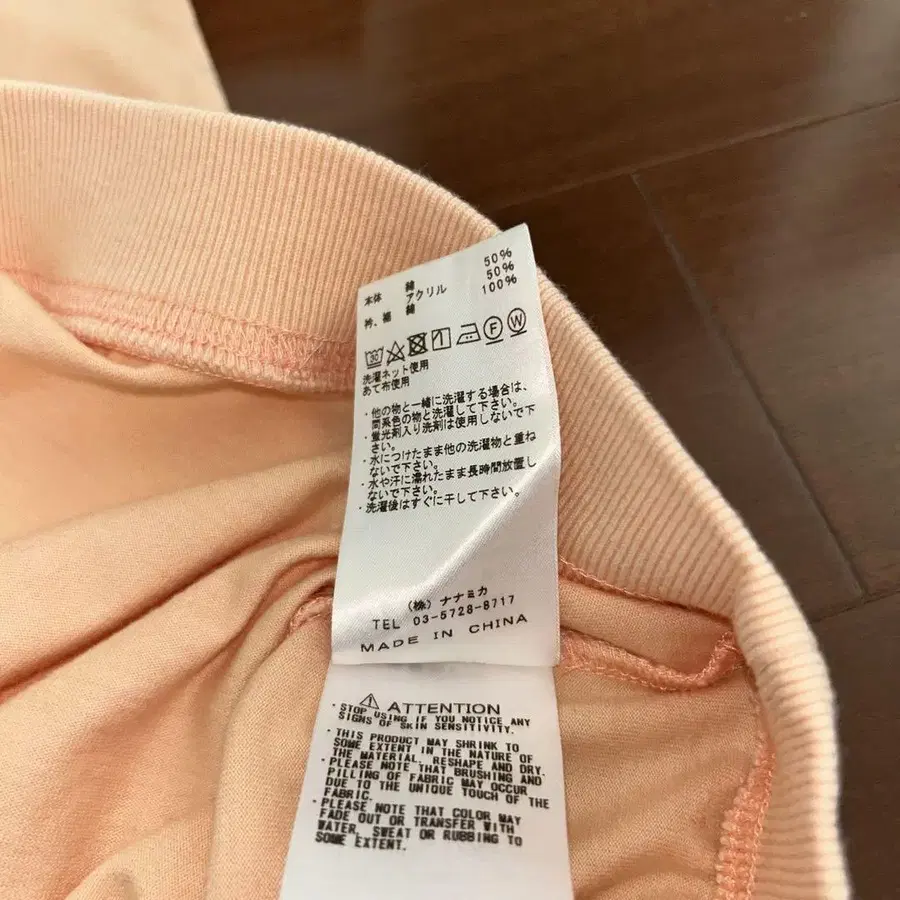 本体 綿 50%
アクリル 50%
衿、裾 綿 100%
30 F W
洗濯ネット使用
あて布使用
・他の物と一緒に洗濯する場合は、
同系色の物と洗濯して下さい。
・蛍光剤入り洗剤は使用しないで下
さい。
・水につけたまま他の洗濯物と重ね
ないで下さい。
・水や汗に濡れたまま長時間放置し
ないで下さい。
・洗濯後はすぐに干して下さい。
(株) ナナミカ
TEL 03-5728-8717
MADE IN CHINA
ATTENTION
・STOP USING IF YOU NOTICE ANY
SIGNS OF SKIN SENSITIVITY.
・THIS PRODUCT MAY SHRINK TO
SOME EXTENT IN THE NATURE OF
THE MATERIAL. RESHAPE AND DRY.
・PLEASE NOTE THAT BRUSHING AND
PILLING OF FABRIC MAY OCCUR
DUE TO THE UNIQUE TOUCH OF THE
FABRIC.
・PLEASE NOTE THAT COLOR MAY
FADE OUT OR TRANSFER WITH
WATER, SWEAT OR RUBBING TO
SOME EXTENT.